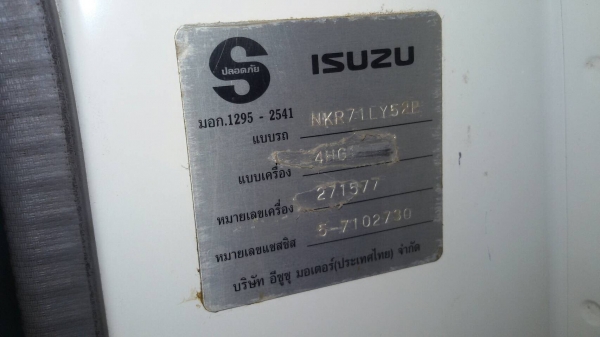 ปลอดภัย
ISUZU
มอก.1295 - 2541
แบบรถ NKR71LY52B
แบบเครื่อง 4HG
หมายเลขเครื่อง 271577
หมายเลขแชสซิส 5-7102730
บริษัท อีซูซุ มอเตอร์(ประเทศไทย) จำกัด